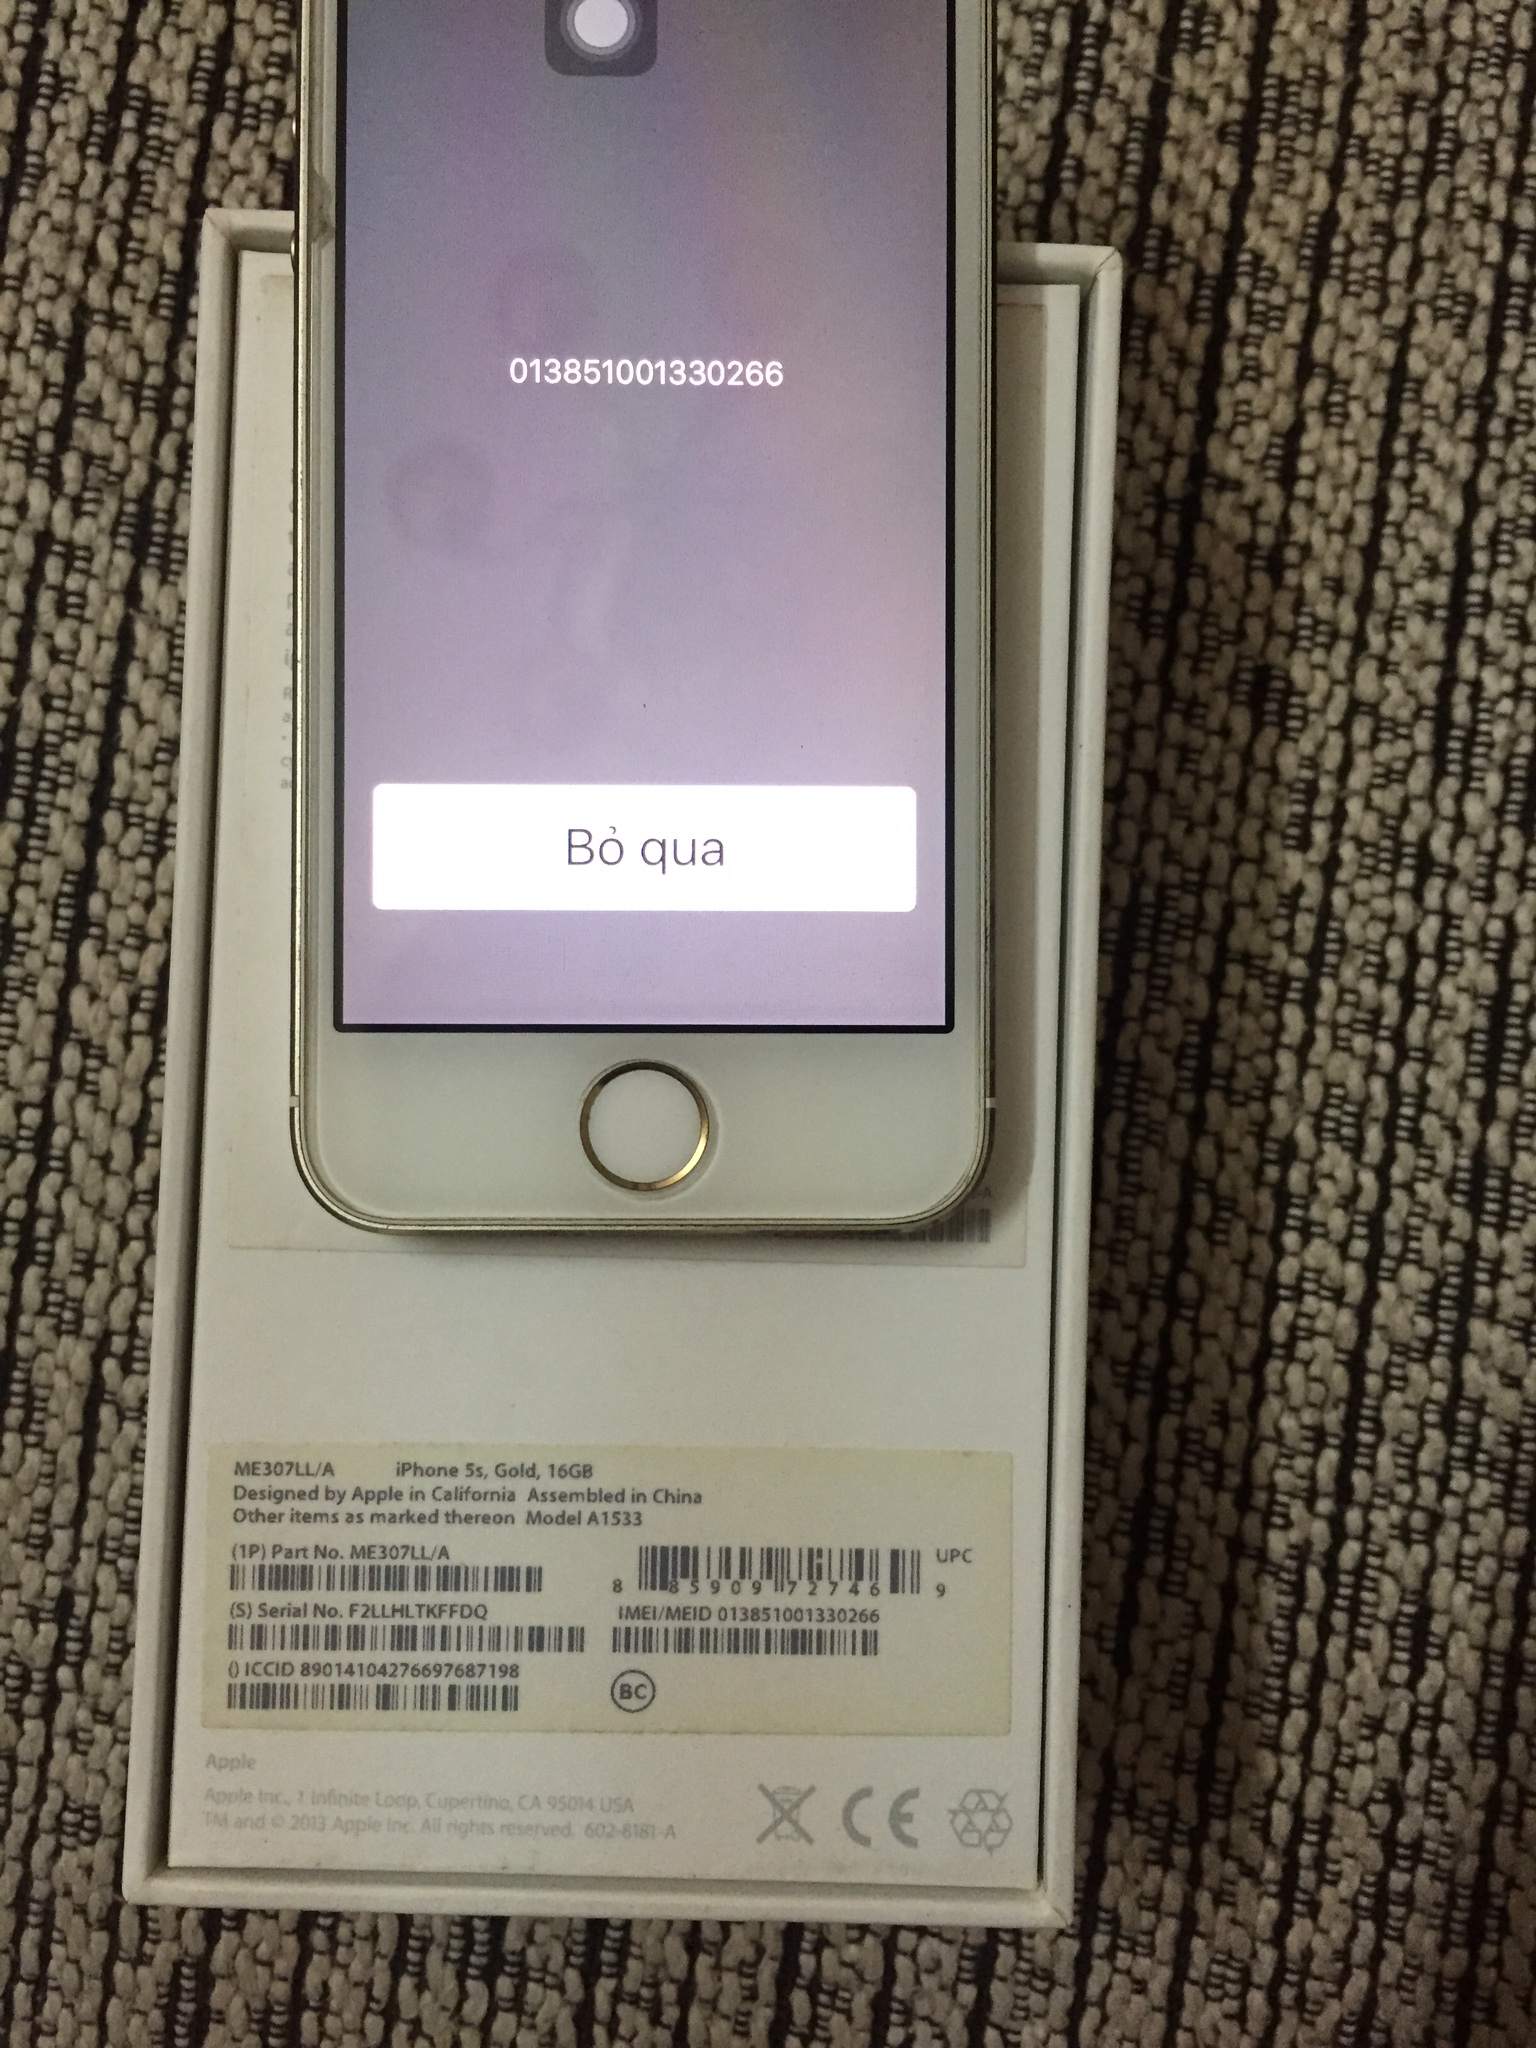 013851001330266
Bỏ qua
ME307LL/A iPhone 5s, Gold, 16GB
Designed by Apple in California Assembled in China
Other items as marked thereon Model A1533
(1P) Part No. ME307LL/A
UPC
8 85909 72746 9
(S) Serial No. F2LLHLTKFFDQ
IMEI/MEID 013851001330266
() ICCID 89014104276697687198
BC
Apple
Apple Inc., 1 Infinite Loop, Cupertino, CA 95014 USA
TM and © 2013 Apple Inc. All rights reserved. 602-8181-A
CE